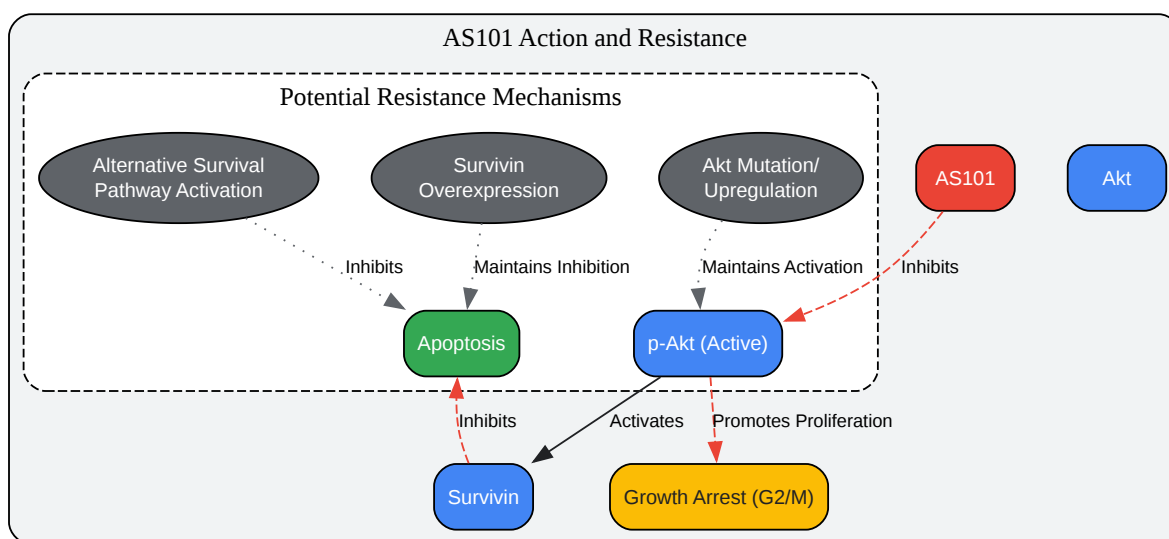 AS101 Action and Resistance
Potential Resistance Mechanisms
Alternative Survival
Pathway Activation
Survivin
Overexpression
Akt Mutation/
Upregulation
AS101
Akt
Inhibits
Maintains Inhibition
Maintains Activation
Inhibits
Apoptosis
p-Akt (Active)
Inhibits
Activates
Promotes Proliferation
Survivin
Growth Arrest (G2/M)